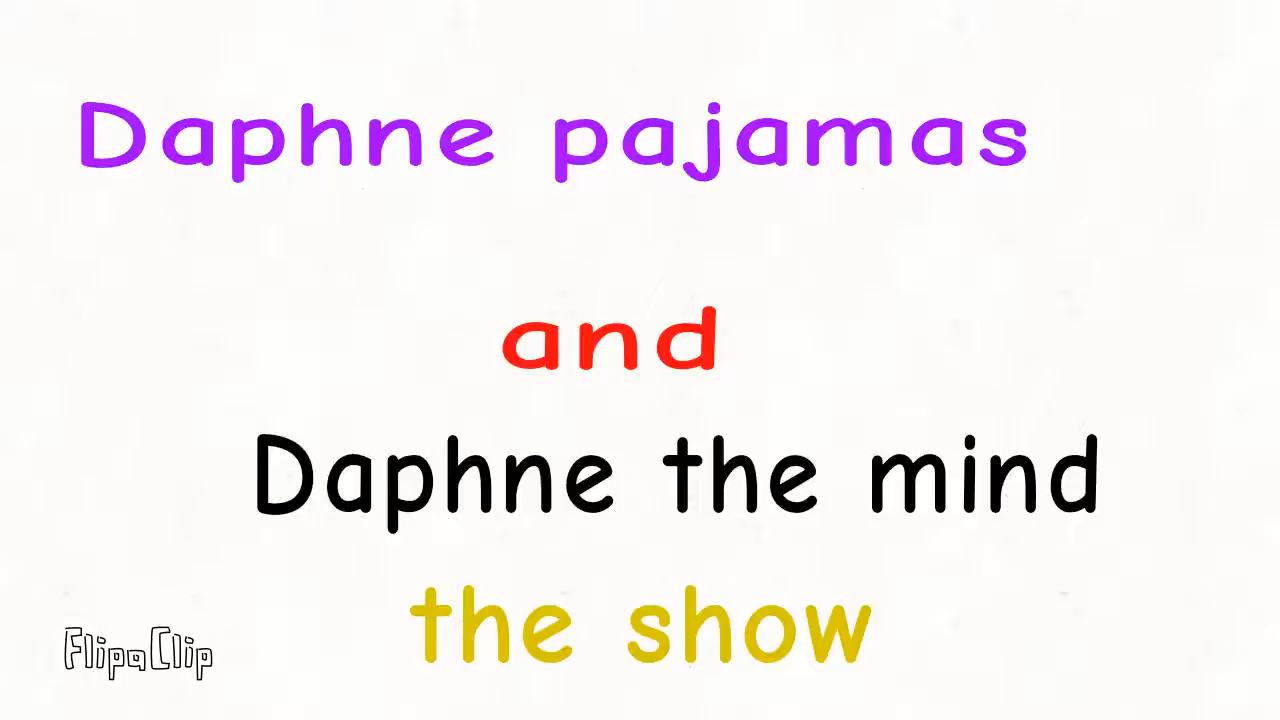 Daphne pajamas
and
Daphne the mind
the show
FlipaClip